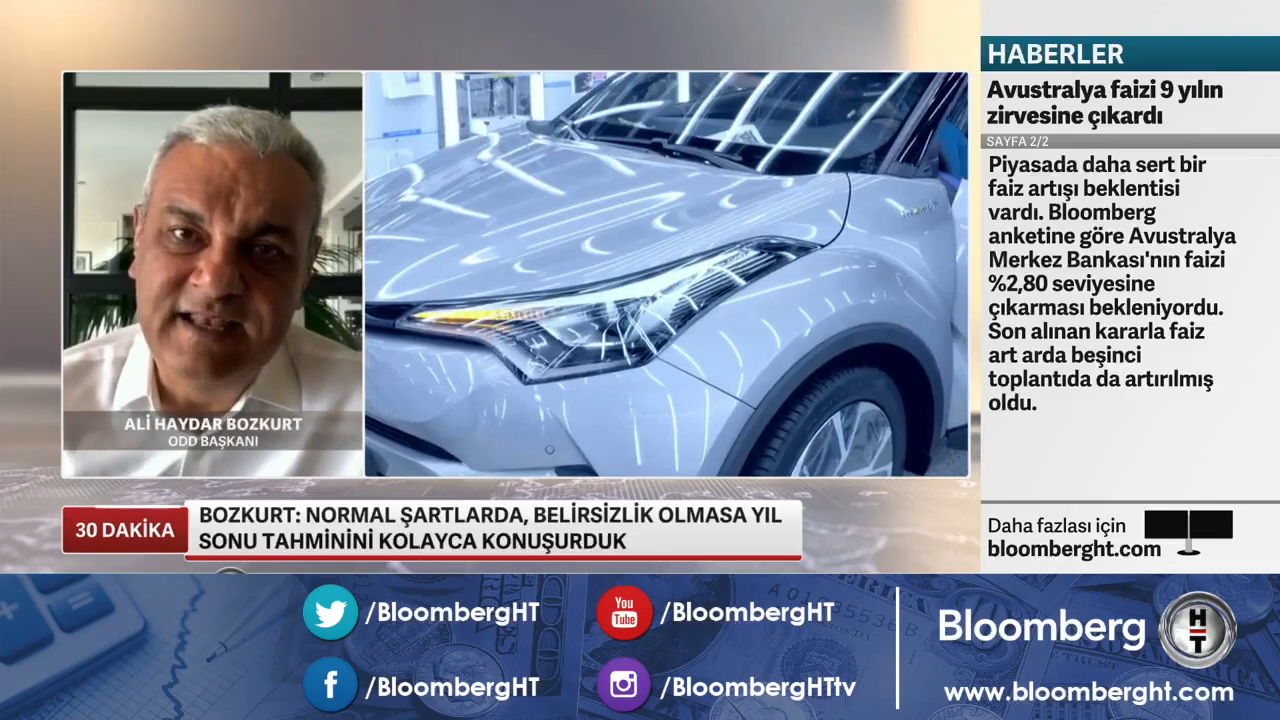 HABERLER
Avustralya faizi 9 yılın
zirvesine çıkardı
SAYFA 2/2
Piyasada daha sert bir
faiz artışı beklentisi
vardı. Bloomberg
anketine göre Avustralya
Merkez Bankası'nın faizi
%2,80 seviyesine
çıkarması bekleniyordu.
Son alınan kararla faiz
art arda beşinci
toplantıda da artırılmış
oldu.
Daha fazlası için
bloomberght.com
ALİ HAYDAR BOZKURT
ODD BAŞKANI
30 DAKİKA
BOZKURT: NORMAL ŞARTLARDA, BELİRSİZLİK OLMASA YIL
SONU TAHMİNİNİ KOLAYCA KONUŞURDUK
/BloombergHT
You Tube /BloombergHT
f /BloombergHT
/BloombergHTtv
Bloomberg HT
www.bloomberght.com